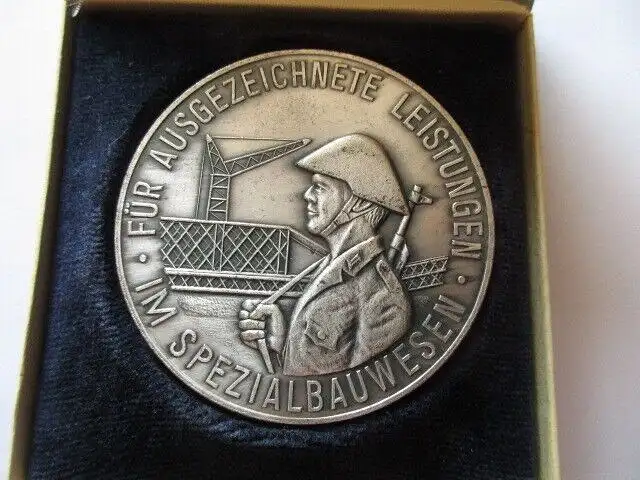 FÜR AUSGEZEICHNETE LEISTUNGEN
IM SPEZIALBAUWESEN